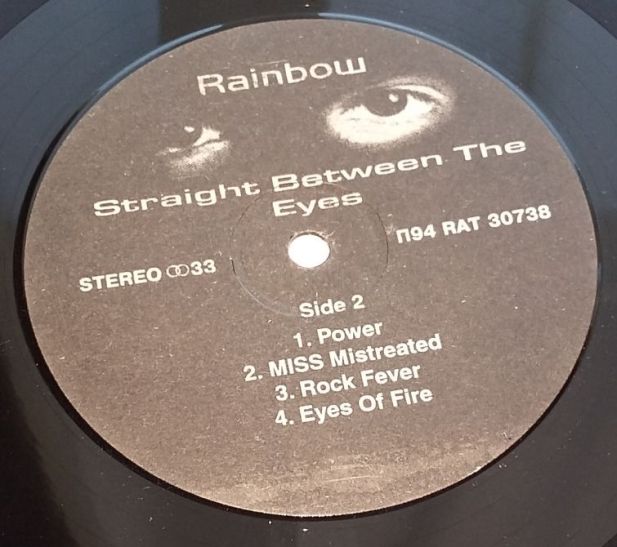 Rainbow
Straight Between The
Eyes
STEREO ꝏ33
П94 RAT 30738
Side 2
1. Power
2. MISS Mistreated
3. Rock Fever
4. Eyes Of Fire